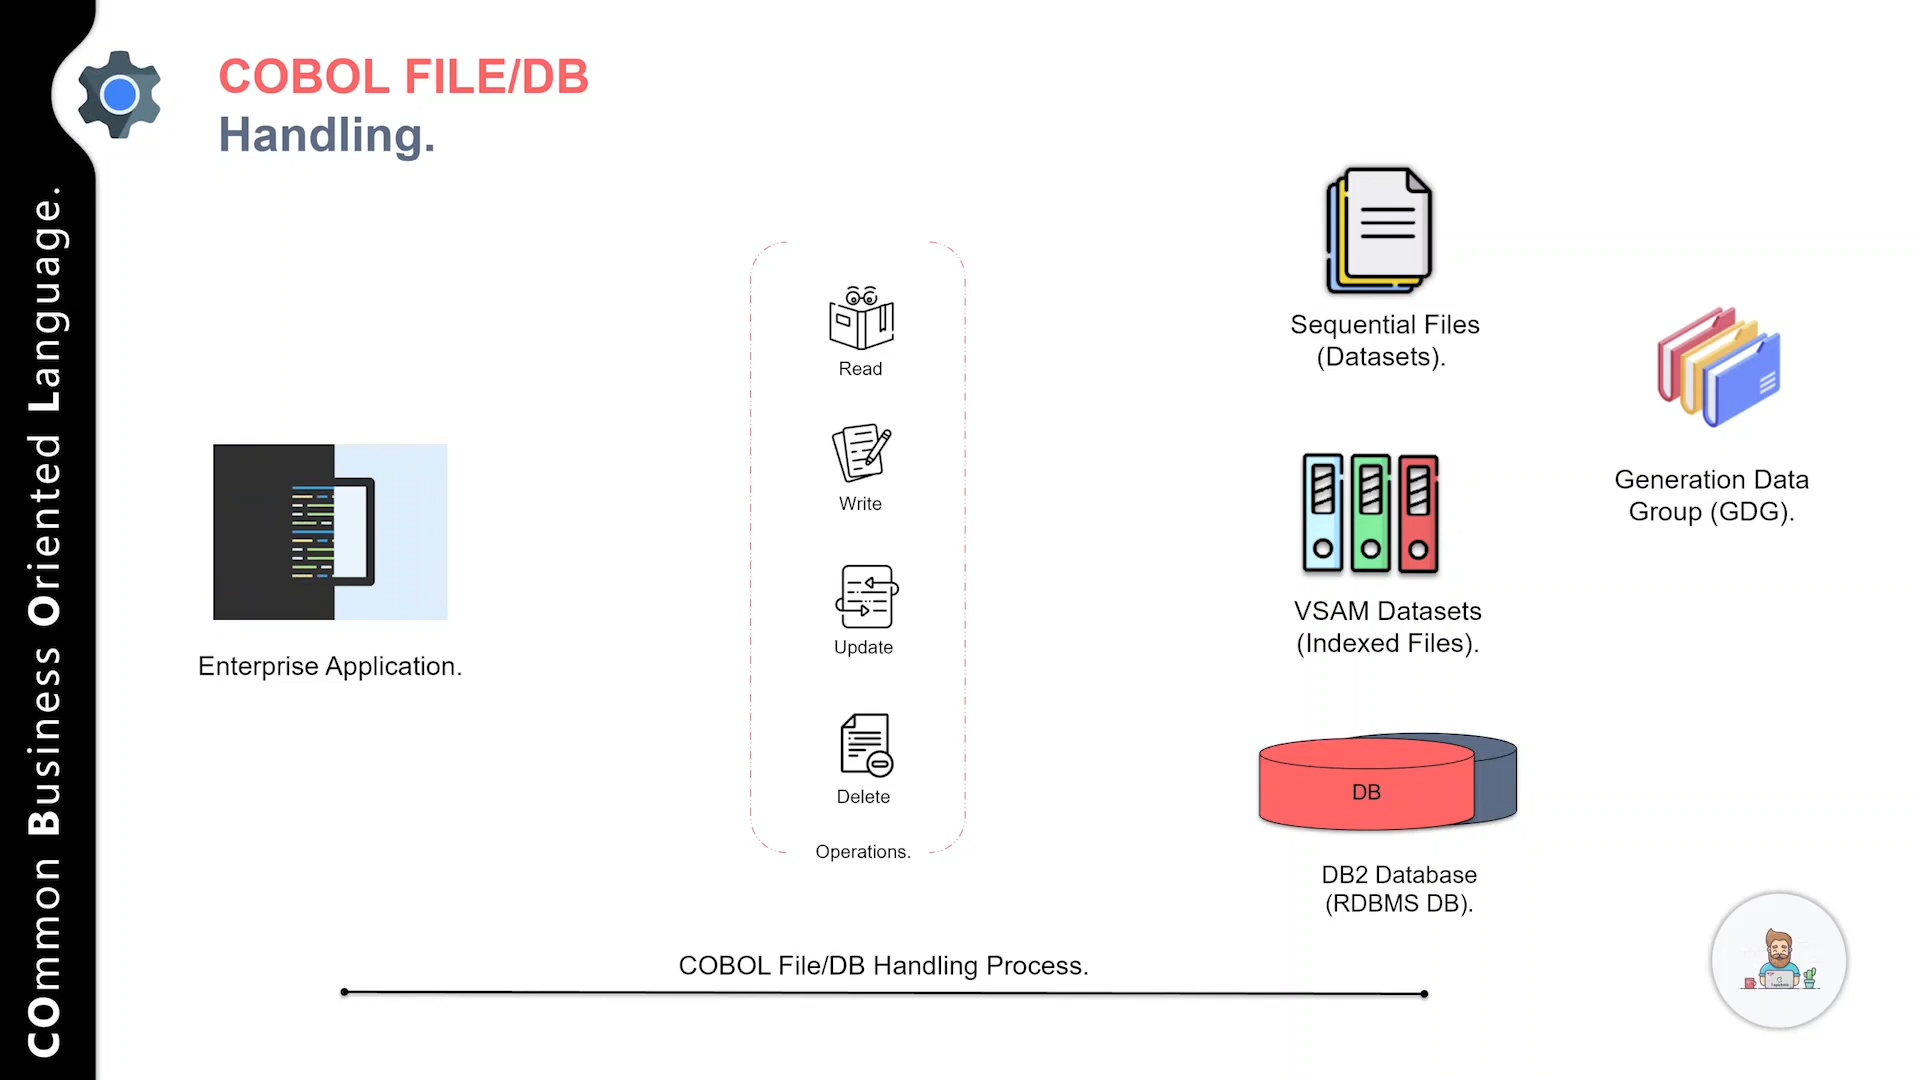 COmmon Business Oriented Language.
COBOL FILE/DB
Handling.
Enterprise Application.
Read
Write
Update
Delete
Operations.
Sequential Files
(Datasets).
VSAM Datasets
(Indexed Files).
DB
DB2 Database
(RDBMS DB).
Generation Data
Group (GDG).
COBOL File/DB Handling Process.